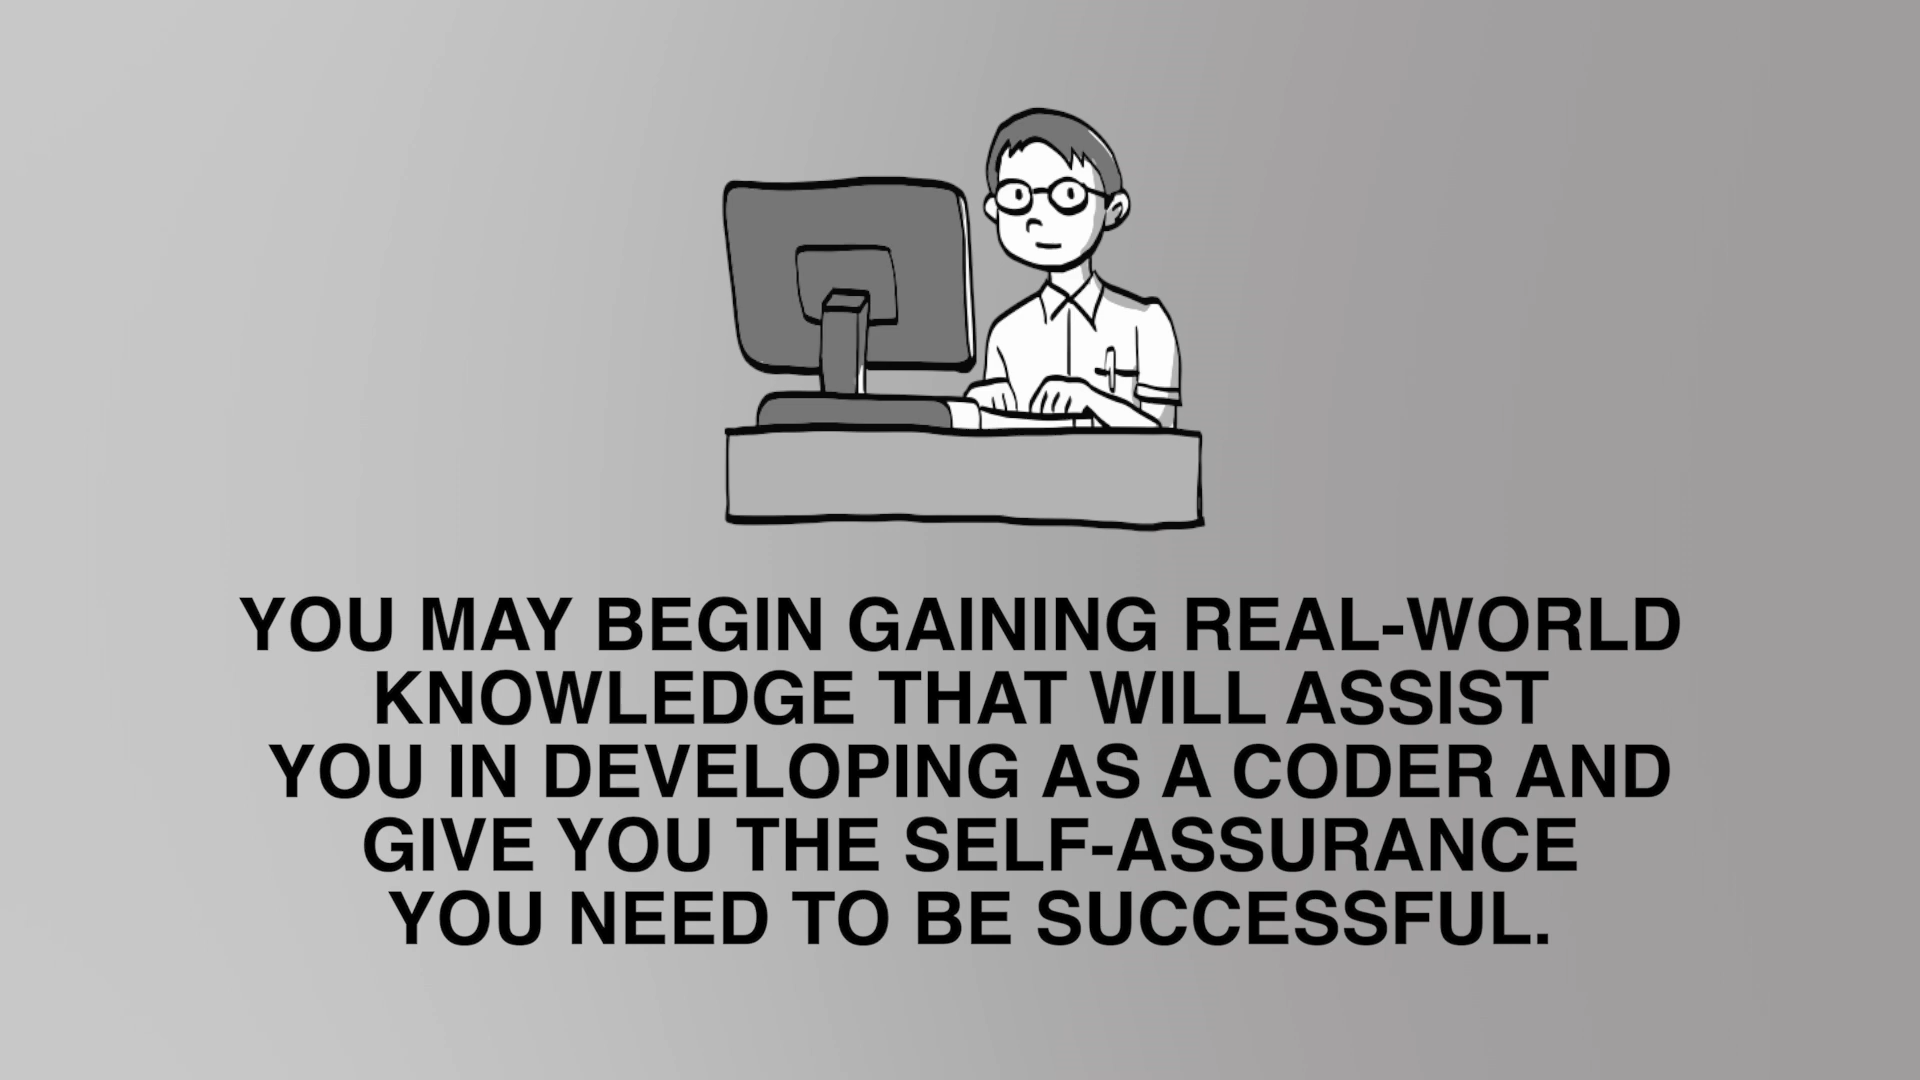 YOU MAY BEGIN GAINING REAL-WORLD
KNOWLEDGE THAT WILL ASSIST
YOU IN DEVELOPING AS A CODER AND
GIVE YOU THE SELF-ASSURANCE
YOU NEED TO BE SUCCESSFUL.